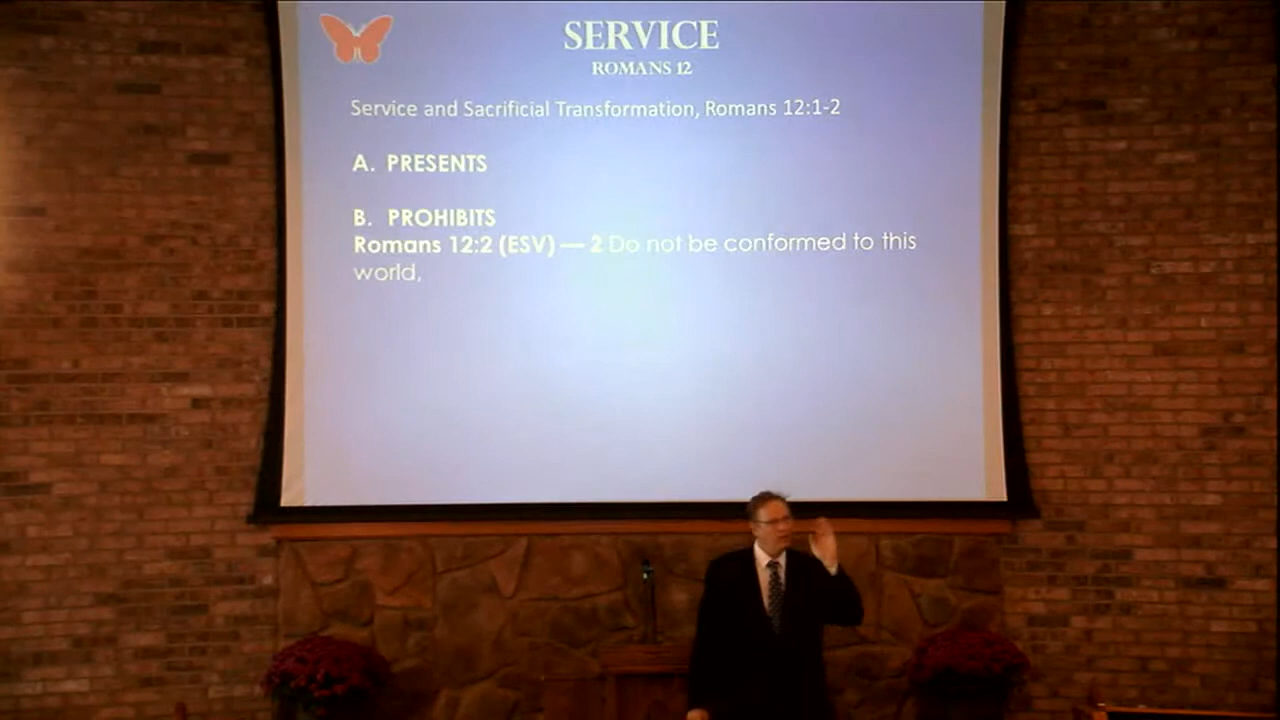 SERVICE
ROMANS 12
Service and Sacrificial Transformation, Romans 12:1-2
A. PRESENTS
B. PROHIBITS
Romans 12:2 (ESV) — 2 Do not be conformed to this
world,